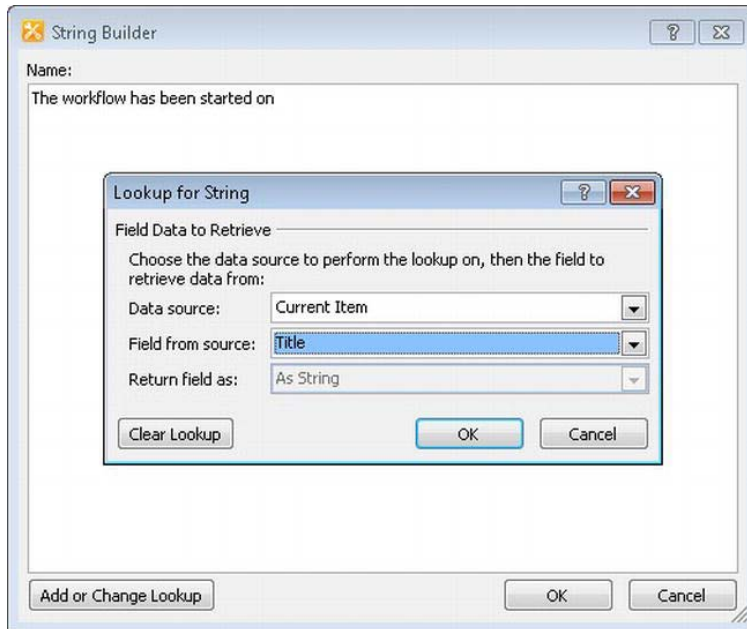 String Builder
Name:
The workflow has been started on
Lookup for String
Field Data to Retrieve
Choose the data source to perform the lookup on, then the field to
retrieve data from:
Data source: Current Item
Field from source: Title
Return field as: As String
Clear Lookup OK Cancel
Add or Change Lookup OK Cancel